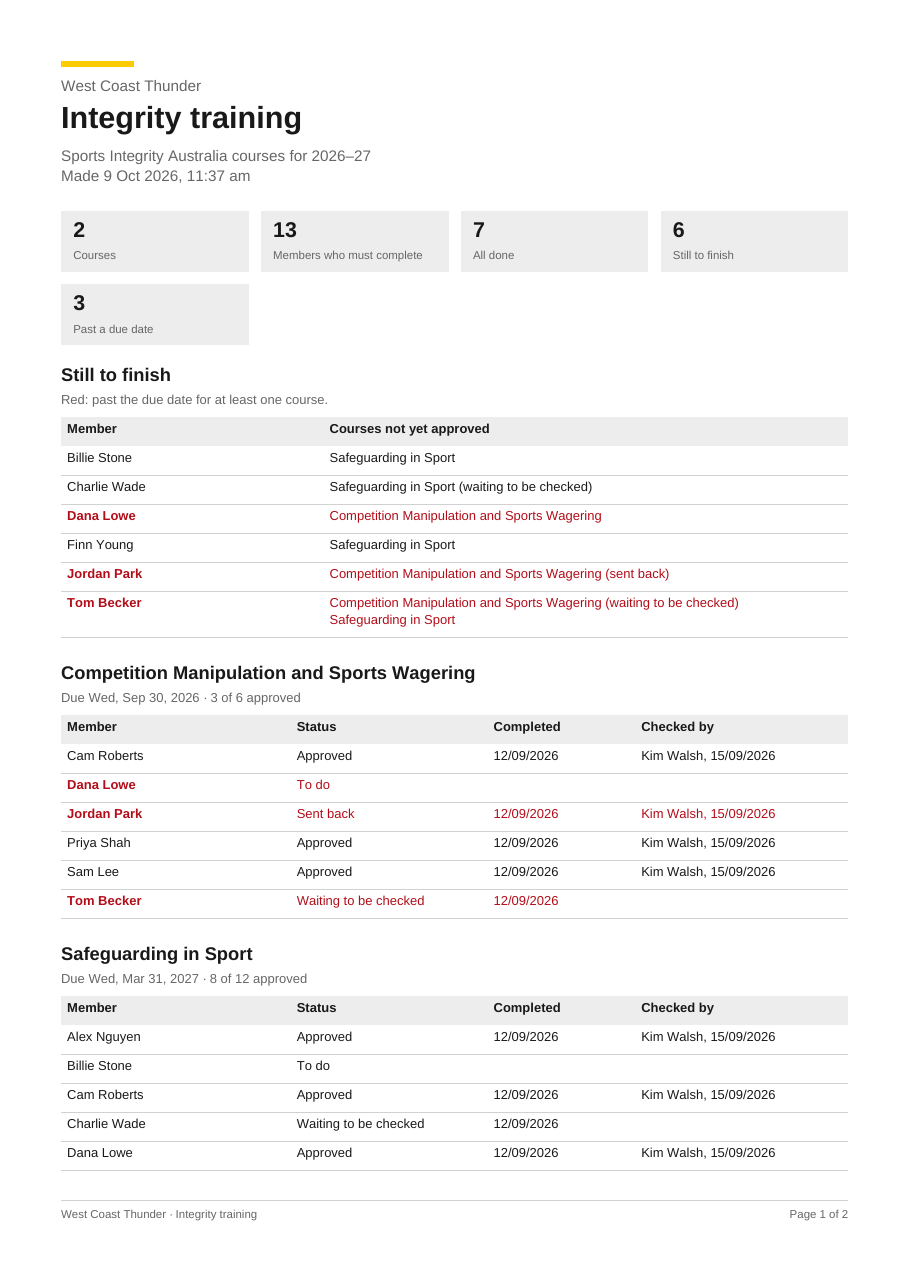 West Coast Thunder
Integrity training
Sports Integrity Australia courses for 2026–27
Made 9 Oct 2026, 11:37 am
2
Courses
13
Members who must complete
7
All done
6
Still to finish
3
Past a due date
Still to finish
Red: past the due date for at least one course.
Member Courses not yet approved
Billie Stone Safeguarding in Sport
Charlie Wade Safeguarding in Sport (waiting to be checked)
Dana Lowe Competition Manipulation and Sports Wagering
Finn Young Safeguarding in Sport
Jordan Park Competition Manipulation and Sports Wagering (sent back)
Tom Becker Competition Manipulation and Sports Wagering (waiting to be checked)
Safeguarding in Sport
Competition Manipulation and Sports Wagering
Due Wed, Sep 30, 2026 · 3 of 6 approved
Member Status Completed Checked by
Cam Roberts Approved 12/09/2026 Kim Walsh, 15/09/2026
Dana Lowe To do
Jordan Park Sent back 12/09/2026 Kim Walsh, 15/09/2026
Priya Shah Approved 12/09/2026 Kim Walsh, 15/09/2026
Sam Lee Approved 12/09/2026 Kim Walsh, 15/09/2026
Tom Becker Waiting to be checked 12/09/2026
Safeguarding in Sport
Due Wed, Mar 31, 2027 · 8 of 12 approved
Member Status Completed Checked by
Alex Nguyen Approved 12/09/2026 Kim Walsh, 15/09/2026
Billie Stone To do
Cam Roberts Approved 12/09/2026 Kim Walsh, 15/09/2026
Charlie Wade Waiting to be checked 12/09/2026
Dana Lowe Approved 12/09/2026 Kim Walsh, 15/09/2026
West Coast Thunder · Integrity training Page 1 of 2